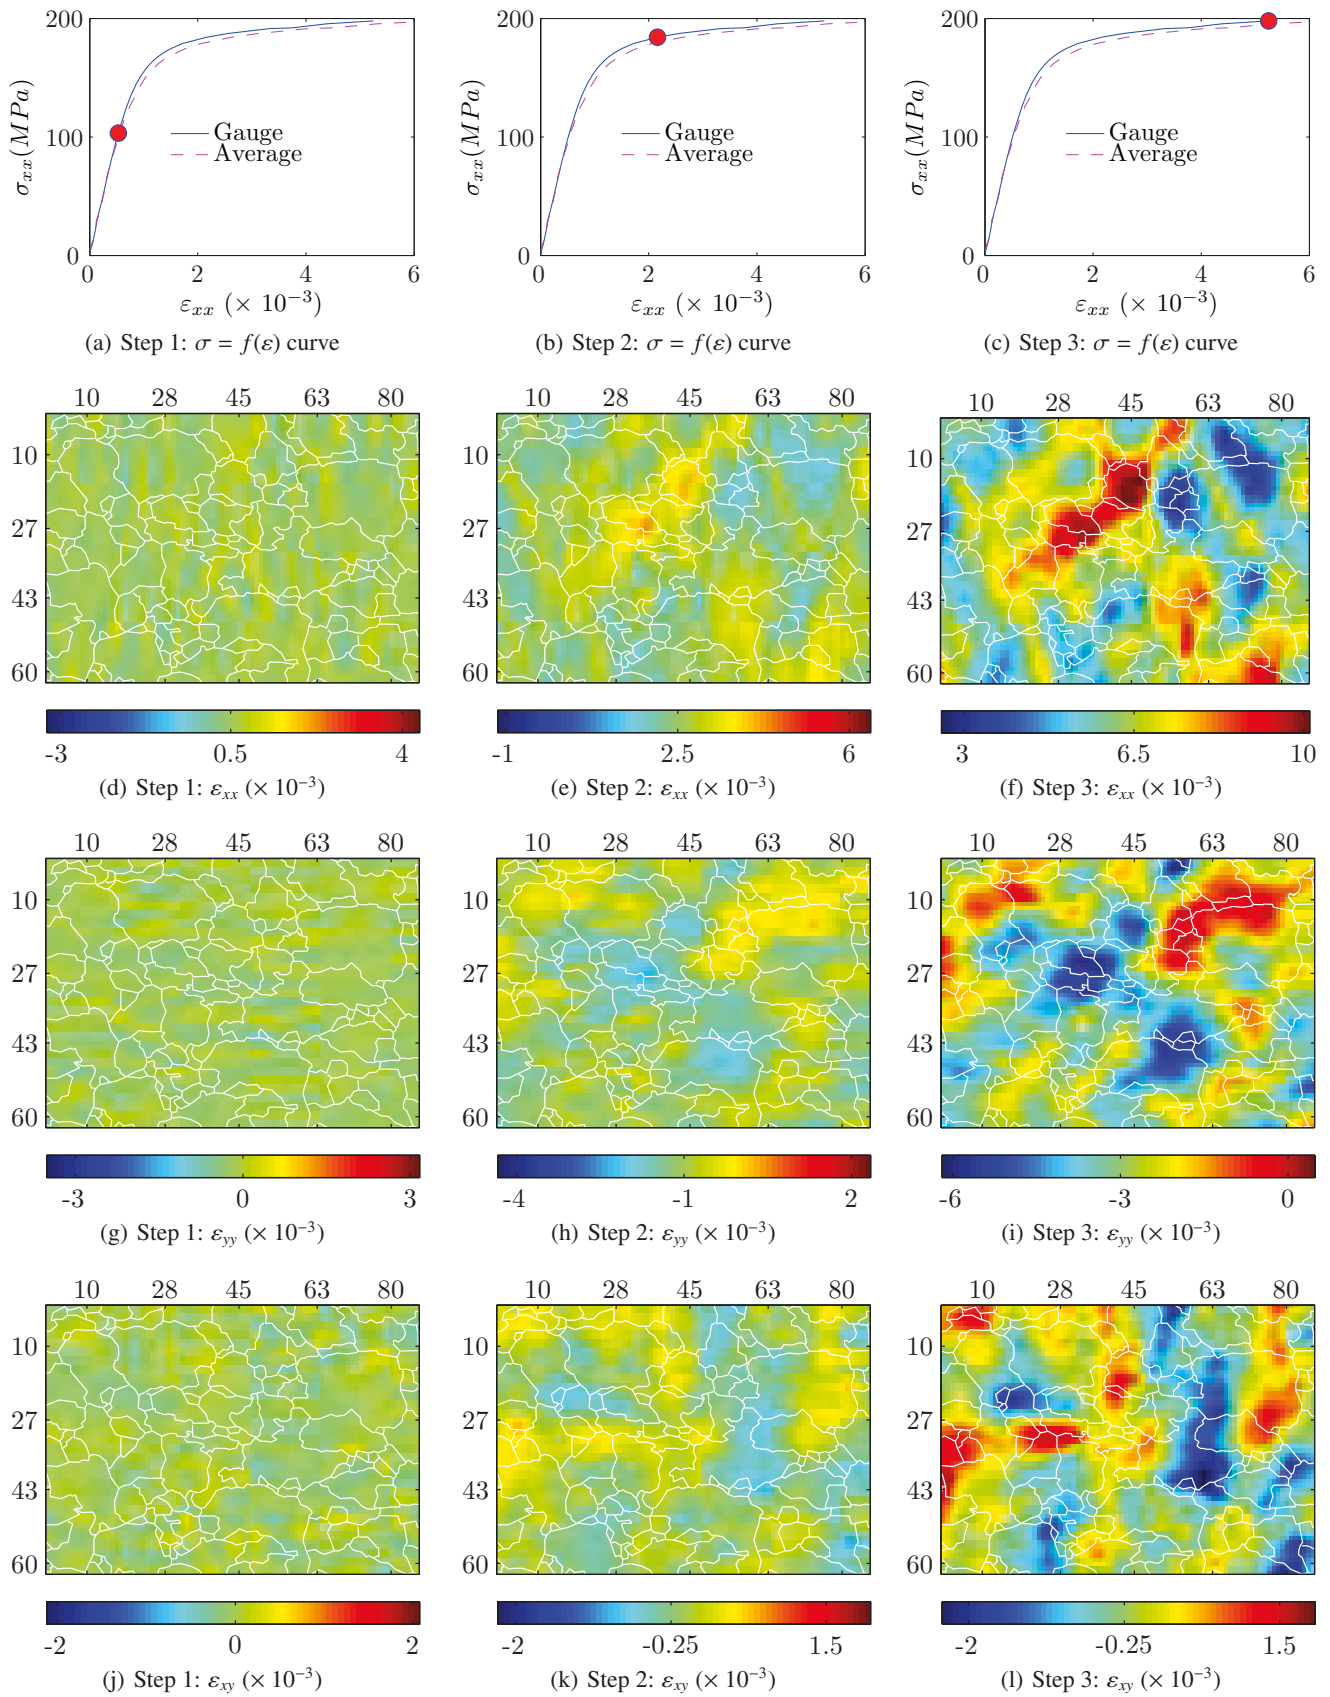 200 200 200
100 100 100
0 0 0
σxx(MPa) σxx(MPa) σxx(MPa)
Gauge Gauge Gauge
Average Average Average
0 2 4 6 0 2 4 6 0 2 4 6
εxx (× 10⁻³) εxx (× 10⁻³) εxx (× 10⁻³)
(a) Step 1: σ = f(ε) curve (b) Step 2: σ = f(ε) curve (c) Step 3: σ = f(ε) curve
10 28 45 63 80 10 28 45 63 80 10 28 45 63 80
10 10 10
27 27 27
43 43 43
60 60 60
-3 0.5 4 -1 2.5 6 3 6.5 10
(d) Step 1: εxx (× 10⁻³) (e) Step 2: εxx (× 10⁻³) (f) Step 3: εxx (× 10⁻³)
10 28 45 63 80 10 28 45 63 80 10 28 45 63 80
10 10 10
27 27 27
43 43 43
60 60 60
-3 0 3 -4 -1 2 -6 -3 0
(g) Step 1: εyy (× 10⁻³) (h) Step 2: εyy (× 10⁻³) (i) Step 3: εyy (× 10⁻³)
10 28 45 63 80 10 28 45 63 80 10 28 45 63 80
10 10 10
27 27 27
43 43 43
60 60 60
-2 0 2 -2 -0.25 1.5 -2 -0.25 1.5
(j) Step 1: εxy (× 10⁻³) (k) Step 2: εxy (× 10⁻³) (l) Step 3: εxy (× 10⁻³)